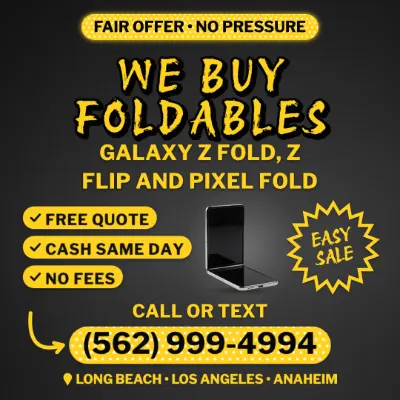 FAIR OFFER • NO PRESSURE
WE BUY
FOLDABLES
GALAXY Z FOLD, Z
FLIP AND PIXEL FOLD
FREE QUOTE
CASH SAME DAY
NO FEES
EASY
SALE
CALL OR TEXT
(562) 999-4994
LONG BEACH • LOS ANGELES • ANAHEIM